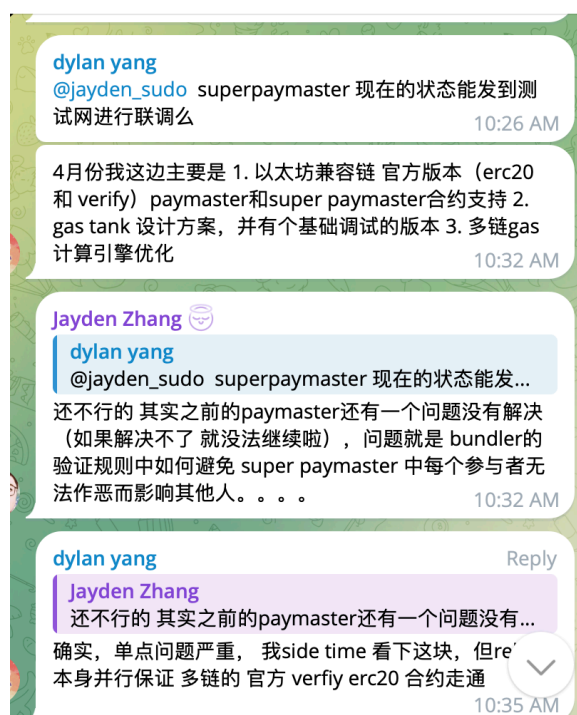 dylan yang
@jayden_sudo superpaymaster 现在的状态能发到测
试网进行联调么
10:26 AM
4月份我这边主要是 1. 以太坊兼容链 官方版本（erc20
和 verify）paymaster和super paymaster合约支持 2.
gas tank 设计方案，并有个基础调试的版本 3. 多链gas
计算引擎优化
10:32 AM
Jayden Zhang
dylan yang
@jayden_sudo superpaymaster 现在的状态能发...
还不行的 其实之前的paymaster还有一个问题没有解决
（如果解决不了 就没法继续啦），问题就是 bundler的
验证规则中如何避免 super paymaster 中每个参与者无
法作恶而影响其他人。。。。
10:32 AM
dylan yang Reply
Jayden Zhang
还不行的 其实之前的paymaster还有一个问题没有...
确实，单点问题严重， 我side time 看下这块，但
本身并行保证 多链的 官方 verfiy erc20 合约走通
10:35 AM